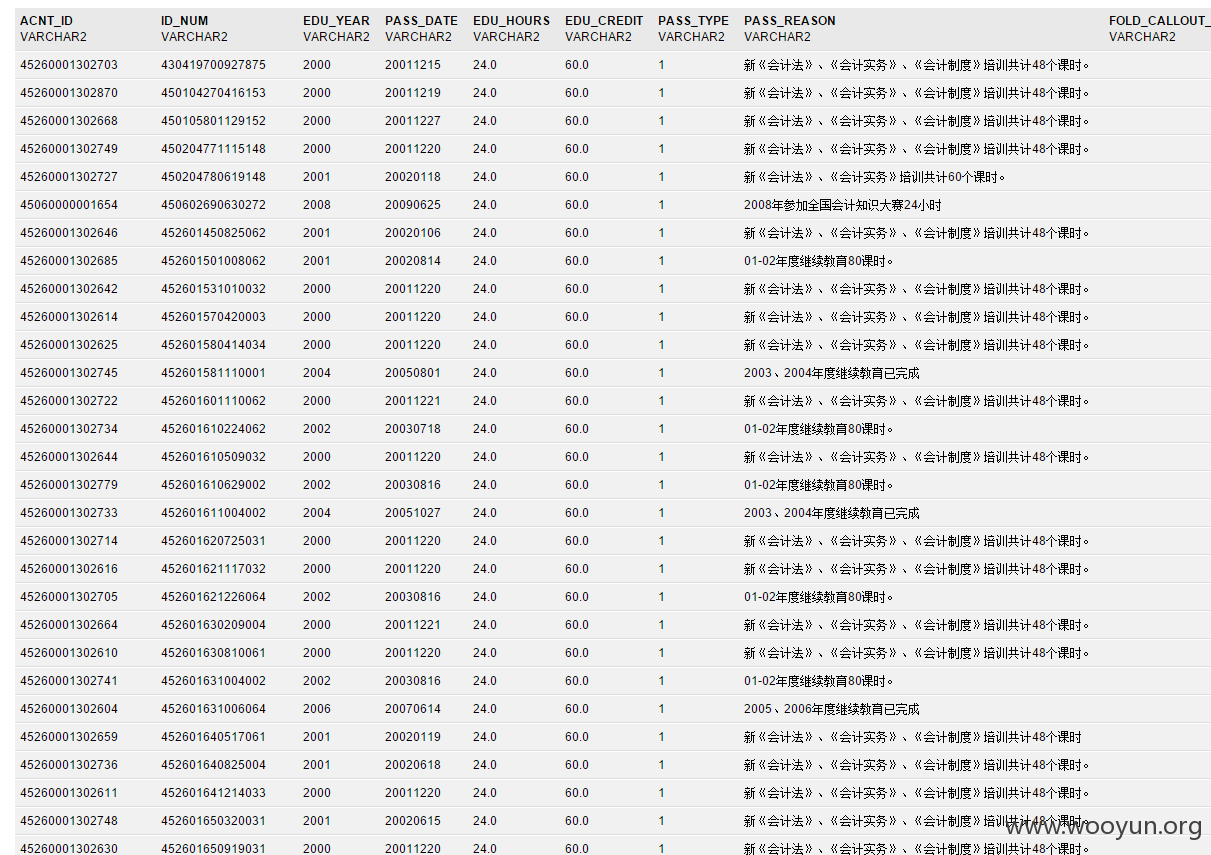 ACNT_ID ID_NUM EDU_YEAR PASS_DATE EDU_HOURS EDU_CREDIT PASS_TYPE PASS_REASON FOLD_CALLOUT_
VARCHAR2 VARCHAR2 VARCHAR2 VARCHAR2 VARCHAR2 VARCHAR2 VARCHAR2 VARCHAR2 VARCHAR2
45260001302703 430419700927875 2000 20011215 24.0 60.0 1 新《会计法》、《会计实务》、《会计制度》培训共计48个课时。
45260001302870 450104270416153 2000 20011219 24.0 60.0 1 新《会计法》、《会计实务》、《会计制度》培训共计48个课时。
45260001302668 450105801129152 2000 20011227 24.0 60.0 1 新《会计法》、《会计实务》、《会计制度》培训共计48个课时。
45260001302749 450204771115148 2000 20011220 24.0 60.0 1 新《会计法》、《会计实务》、《会计制度》培训共计48个课时。
45260001302727 450204780619148 2001 20020118 24.0 60.0 1 新《会计法》、《会计实务》培训共计60个课时。
45060000001654 450602690630272 2008 20090625 24.0 60.0 1 2008年参加全国会计知识大赛24小时
45260001302646 452601450825062 2001 20020106 24.0 60.0 1 新《会计法》、《会计实务》、《会计制度》培训共计48个课时。
45260001302685 452601501008062 2001 20020814 24.0 60.0 1 01-02年度继续教育80课时。
45260001302642 452601531010032 2000 20011220 24.0 60.0 1 新《会计法》、《会计实务》、《会计制度》培训共计48个课时。
45260001302614 452601570420003 2000 20011220 24.0 60.0 1 新《会计法》、《会计实务》、《会计制度》培训共计48个课时。
45260001302625 452601580414034 2000 20011220 24.0 60.0 1 新《会计法》、《会计实务》、《会计制度》培训共计48个课时。
45260001302745 452601581110001 2004 20050801 24.0 60.0 1 2003、2004年度继续教育已完成
45260001302722 452601601110062 2000 20011221 24.0 60.0 1 新《会计法》、《会计实务》、《会计制度》培训共计48个课时。
45260001302734 452601610224062 2002 20030718 24.0 60.0 1 01-02年度继续教育80课时。
45260001302644 452601610509032 2000 20011220 24.0 60.0 1 新《会计法》、《会计实务》、《会计制度》培训共计48个课时。
45260001302779 452601610629002 2002 20030816 24.0 60.0 1 01-02年度继续教育80课时。
45260001302733 452601611004002 2004 20051027 24.0 60.0 1 2003、2004年度继续教育已完成
45260001302714 452601620725031 2000 20011220 24.0 60.0 1 新《会计法》、《会计实务》、《会计制度》培训共计48个课时。
45260001302616 452601621117032 2000 20011220 24.0 60.0 1 新《会计法》、《会计实务》、《会计制度》培训共计48个课时。
45260001302705 452601621226064 2002 20030816 24.0 60.0 1 01-02年度继续教育80课时。
45260001302664 452601630209004 2000 20011221 24.0 60.0 1 新《会计法》、《会计实务》、《会计制度》培训共计48个课时。
45260001302610 452601630810061 2000 20011220 24.0 60.0 1 新《会计法》、《会计实务》、《会计制度》培训共计48个课时。
45260001302741 452601631004002 2002 20030816 24.0 60.0 1 01-02年度继续教育80课时。
45260001302604 452601631006064 2006 20070614 24.0 60.0 1 2005、2006年度继续教育已完成
45260001302659 452601640517061 2001 20020119 24.0 60.0 1 新《会计法》、《会计实务》、《会计制度》培训共计48个课时
45260001302736 452601640825004 2001 20020618 24.0 60.0 1 新《会计法》、《会计实务》、《会计制度》培训共计48个课时。
45260001302611 452601641214033 2000 20011220 24.0 60.0 1 新《会计法》、《会计实务》、《会计制度》培训共计48个课时。
45260001302748 452601650320031 2001 20020615 24.0 60.0 1 新《会计法》、《会计实务》、《会计制度》培训共计48个课时。
www.wooyun.org
45260001302630 452601650919031 2000 20011220 24.0 60.0 1 新《会计法》、《会计实务》、《会计制度》培训共计48个课时。